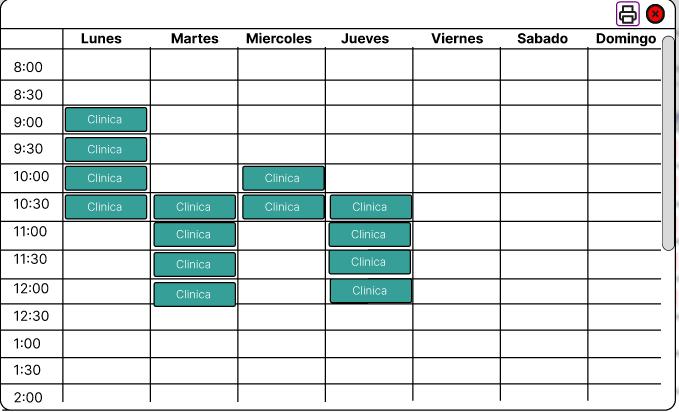 Lunes Martes Miercoles Jueves Viernes Sabado Domingo
8:00
8:30
9:00 Clinica
9:30 Clinica
10:00 Clinica Clinica
10:30 Clinica Clinica Clinica Clinica
11:00 Clinica Clinica
11:30 Clinica Clinica
12:00 Clinica Clinica
12:30
1:00
1:30
2:00